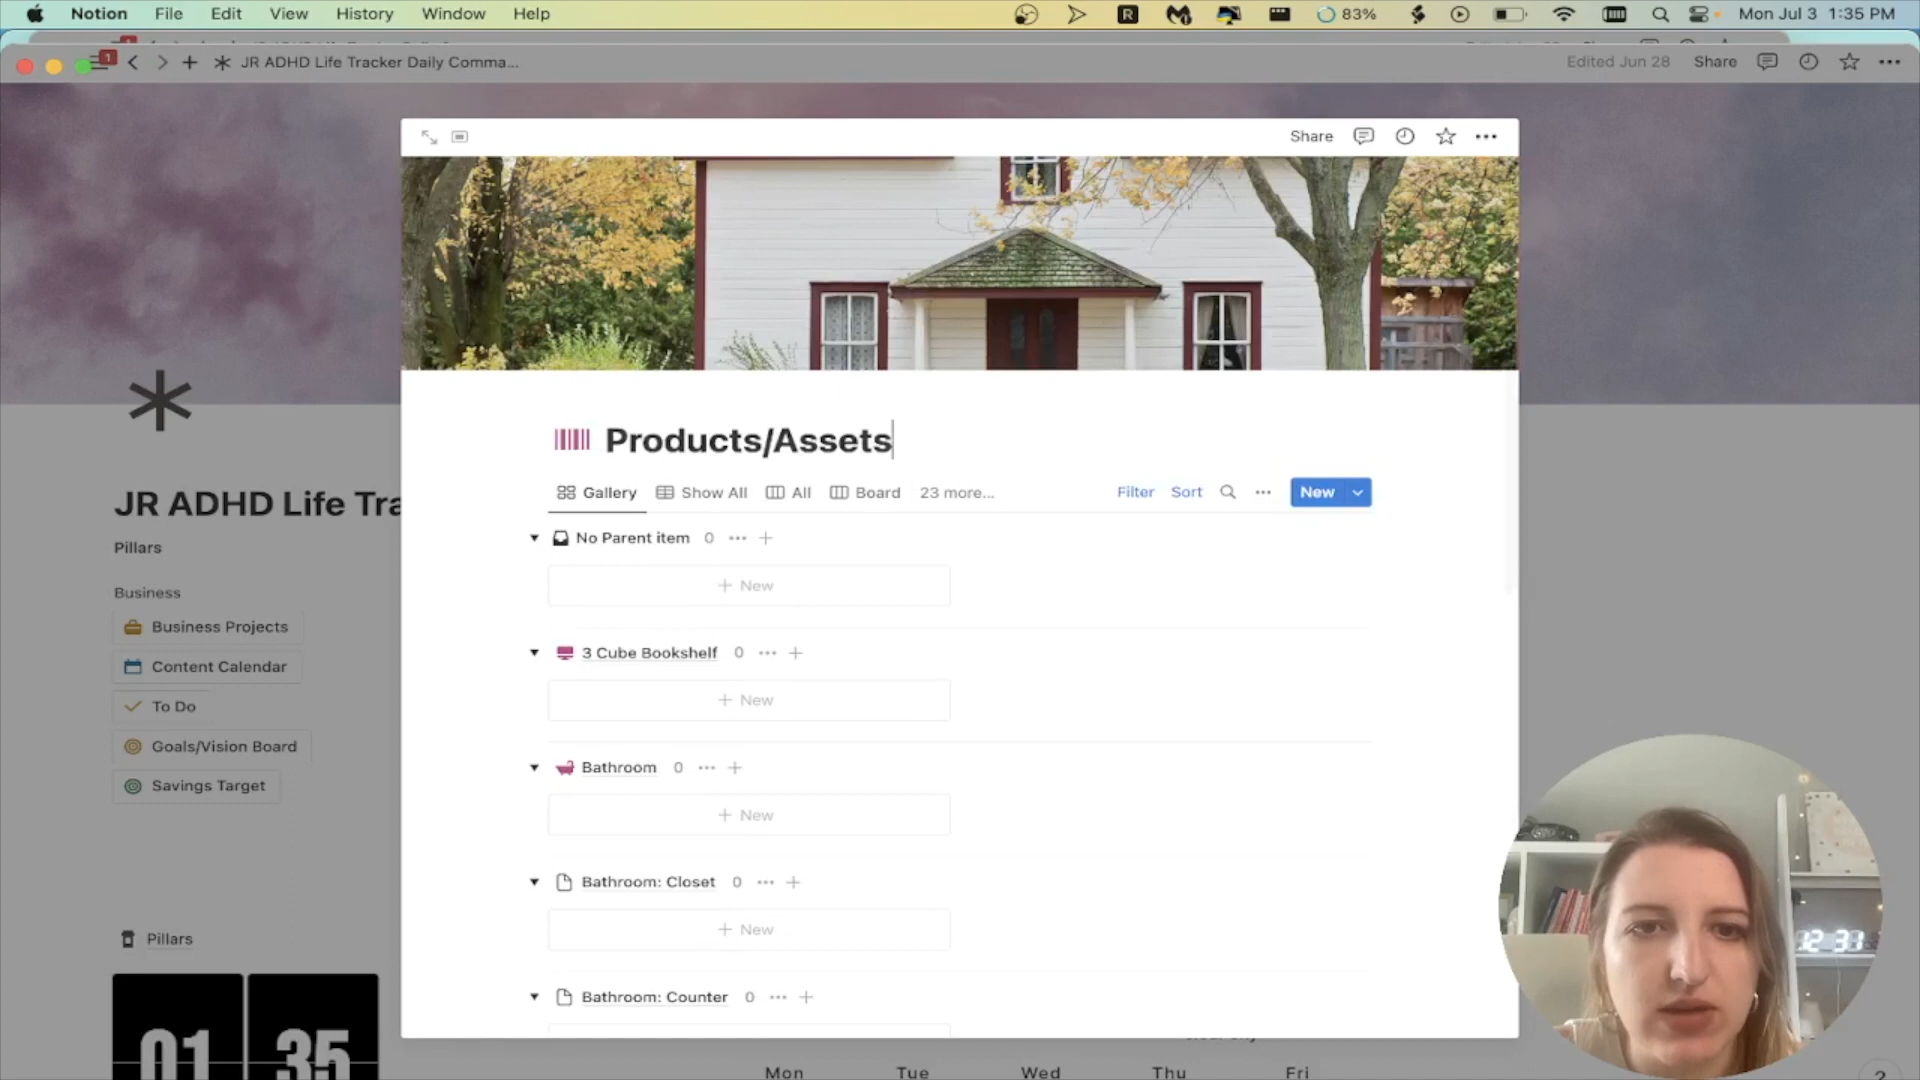 Notion File Edit View History Window Help R 83% Mon Jul 3 1:35 PM
1 JR ADHD Life Tracker Daily Comma... Edited Jun 28 Share
Share
Products/Assets
Gallery Show All All Board 23 more... Filter Sort New
No Parent item 0
+ New
3 Cube Bookshelf 0
+ New
Bathroom 0
+ New
Bathroom: Closet 0
+ New
Bathroom: Counter 0
JR ADHD Life Tra
Pillars
Business
Business Projects
Content Calendar
To Do
Goals/Vision Board
Savings Target
Pillars
01 35
Mon Tue Wed Thu Fri
12:31
?